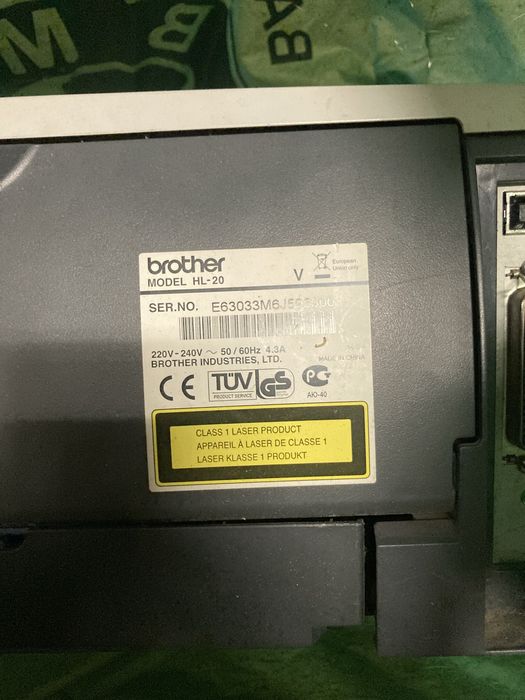 M
BA
brother
MODEL HL-20
V
European
Union only
SER.NO.
220V-240V ~ 50 / 60Hz 4.3A
MADE IN CHINA
BROTHER INDUSTRIES, LTD.
CE
TÜV
PRODUCT SERVICE
GS
АЮ-40
CLASS 1 LASER PRODUCT
APPAREIL À LASER DE CLASSE 1
LASER KLASSE 1 PRODUKT